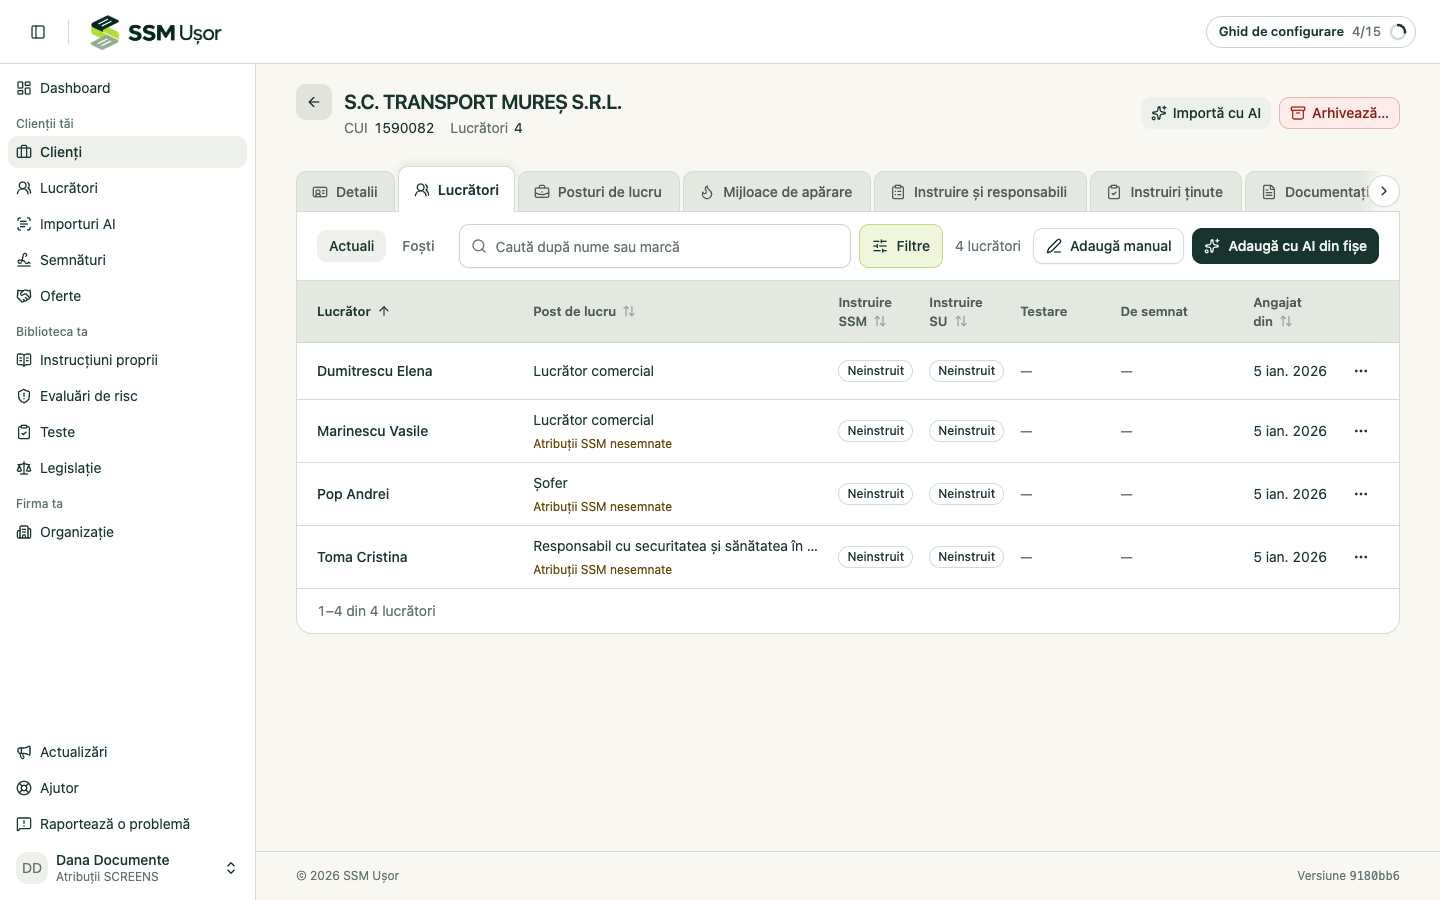 SSM Ușor
Ghid de configurare 4/15
Dashboard
Clienții tăi
Clienți
Lucrători
Importuri AI
Semnături
Oferte
Biblioteca ta
Instrucțiuni proprii
Evaluări de risc
Teste
Legislație
Firma ta
Organizație
Actualizări
Ajutor
Raportează o problemă
DD
Dana Documente
Atribuții SCREENS
S.C. TRANSPORT MUREȘ S.R.L.
CUI 1590082 Lucrători 4
Importă cu AI
Arhivează...
Detalii
Lucrători
Posturi de lucru
Mijloace de apărare
Instruire și responsabili
Instruiri ținute
Documentați
Actuali
Foști
Caută după nume sau marcă
Filtre
4 lucrători
Adaugă manual
Adaugă cu AI din fișe
Lucrător
Post de lucru
Instruire
SSM
Instruire
SU
Testare
De semnat
Angajat
din
Dumitrescu Elena
Lucrător comercial
Neinstruit
Neinstruit
—
—
5 ian. 2026
Marinescu Vasile
Lucrător comercial
Atribuții SSM nesemnate
Neinstruit
Neinstruit
—
—
5 ian. 2026
Pop Andrei
Șofer
Atribuții SSM nesemnate
Neinstruit
Neinstruit
—
—
5 ian. 2026
Toma Cristina
Responsabil cu securitatea și sănătatea în ...
Atribuții SSM nesemnate
Neinstruit
Neinstruit
—
—
5 ian. 2026
1–4 din 4 lucrători
© 2026 SSM Ușor
Versiune 9180bb6